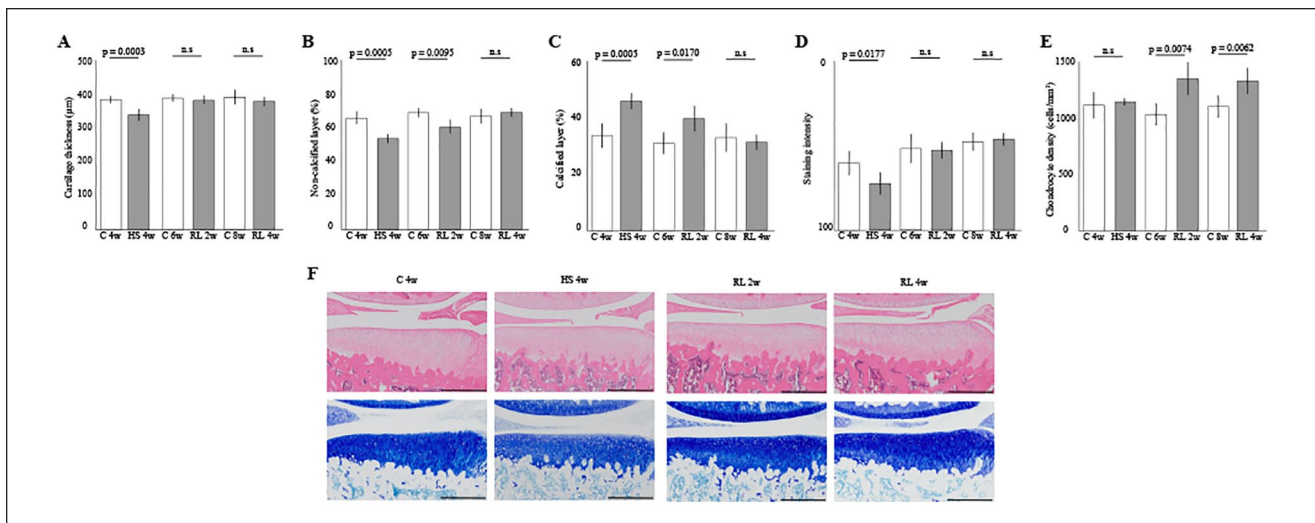 A
p = 0.0003
n.s
n.s
Cartilage thickness (µm)
500
400
300
200
100
0
C 4w HS 4w C 6w RL 2w C 8w RL 4w
B
p = 0.0005
p = 0.0095
n.s
Non-calcified layer (%)
100
80
60
40
20
0
C 4w HS 4w C 6w RL 2w C 8w RL 4w
C
p = 0.0005
p = 0.0170
n.s
Calcified layer (%)
60
40
20
0
C 4w HS 4w C 6w RL 2w C 8w RL 4w
D
p = 0.0177
n.s
n.s
Staining intensity
0
100
C 4w HS 4w C 6w RL 2w C 8w RL 4w
E
n.s
p = 0.0074
p = 0.0062
Chondrocyte density (cells/mm²)
1500
1000
500
0
C 4w HS 4w C 6w RL 2w C 8w RL 4w
F
C 4w HS 4w RL 2w RL 4w